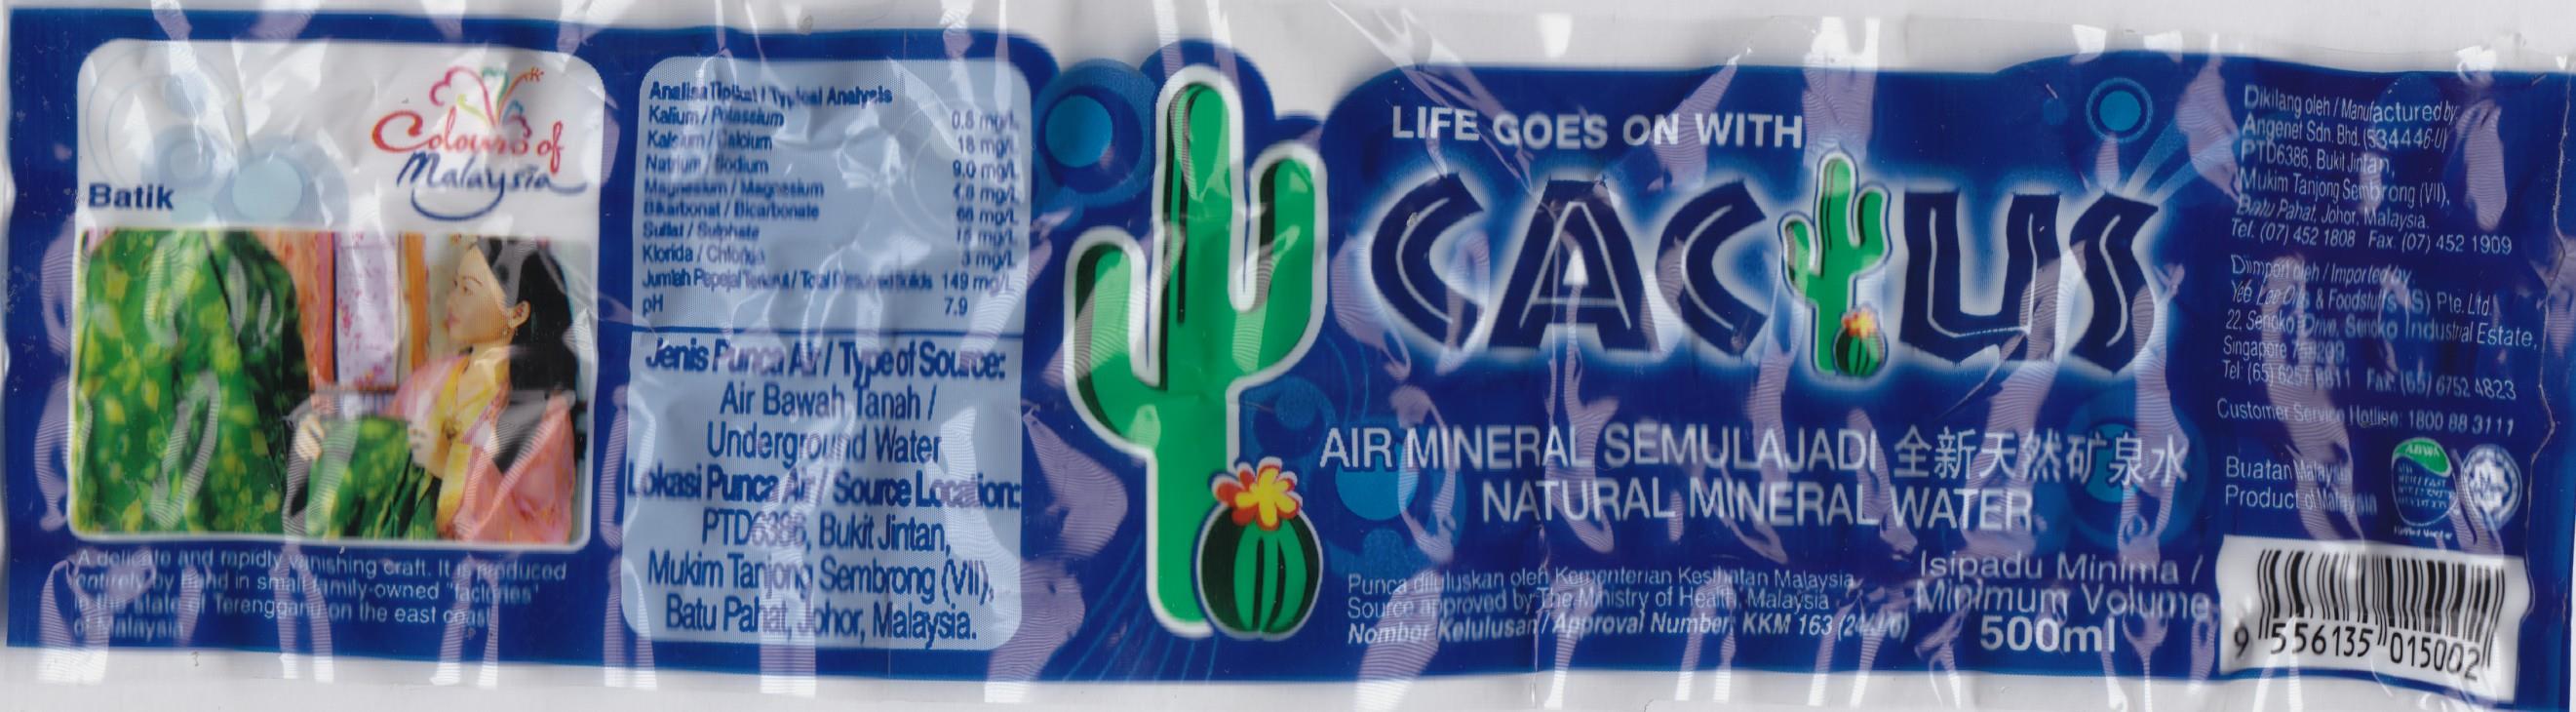 Colours of
Malaysia
Batik
A delicate and rapidly vanishing craft. It is produced
entirely by hand in small family-owned "factories"
in the state of Terengganu on the east coast
of Malaysia
Analisa Tipikal / Typical Analysis
Kalium / Potassium 0.8 mg/L
Kalsium / Calcium 18 mg/L
Natrium / Sodium 9.0 mg/L
Magnesium / Magnesium 4.8 mg/L
Bikarbonat / Bicarbonate 66 mg/L
Sulfat / Sulphate mg/L
Klorida / Chloride 3 mg/L
Jumlah Pepejal Terlarut / Total Dissolved Solids 149 mg/L
pH 7.9
Jenis Punca Air / Type of Source:
Air Bawah Tanah /
Underground Water
Lokasi Punca Air / Source Location:
PTD6386, Bukit Jintan,
Mukim Tanjong Sembrong (VII),
Batu Pahat, Johor, Malaysia.
LIFE GOES ON WITH
CACTUS
AIR MINERAL SEMULAJADI 全新天然矿泉水
NATURAL MINERAL WATER
Punca diluluskan oleh Kementerian Kesihatan Malaysia
Source approved by The Ministry of Health, Malaysia
Nombor Kelulusan / Approval Number: KKM 163
Isipadu Minima /
Minimum Volume
500ml
Dikilang oleh / Manufactured by:
Angenet Sdn. Bhd. (534446-U)
PTD6386, Bukit Jintan,
Mukim Tanjong Sembrong (VII),
Batu Pahat, Johor, Malaysia.
Tel: (07) 452 1808 Fax: (07) 452 1909
Diimport oleh / Imported by:
Yee Lee Oils & Foodstuffs (S) Pte. Ltd.
22, Senoko Drive, Senoko Industrial Estate,
Singapore
Tel: (65) 6257 8811 Fax: (65) 6752 4823
Customer Service Hotline: 1800 88 3111
Buatan Malaysia
Product of Malaysia
9 556135 015002